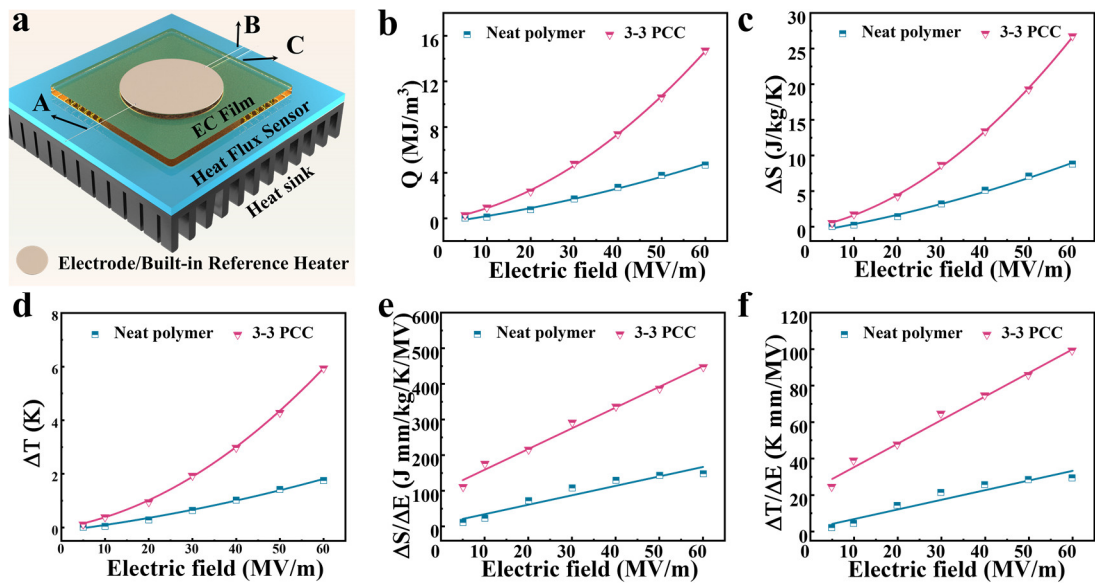 a
B
C
A
EC Film
Heat Flux Sensor
Heat sink
Electrode/Built-in Reference Heater
b
Neat polymer
3-3 PCC
Q (MJ/m³)
16
12
8
4
0
0 10 20 30 40 50 60
Electric field (MV/m)
c
Neat polymer
3-3 PCC
ΔS (J/kg/K)
30
25
20
15
10
5
0
0 10 20 30 40 50 60
Electric field (MV/m)
d
Neat polymer
3-3 PCC
ΔT (K)
8
6
4
2
0
0 10 20 30 40 50 60
Electric field (MV/m)
e
Neat polymer
3-3 PCC
ΔS/ΔE (J mm/kg/K/MV)
600
500
400
300
200
100
0
0 10 20 30 40 50 60
Electric field (MV/m)
f
Neat polymer
3-3 PCC
ΔT/ΔE (K mm/MV)
120
100
80
60
40
20
0
0 10 20 30 40 50 60
Electric field (MV/m)